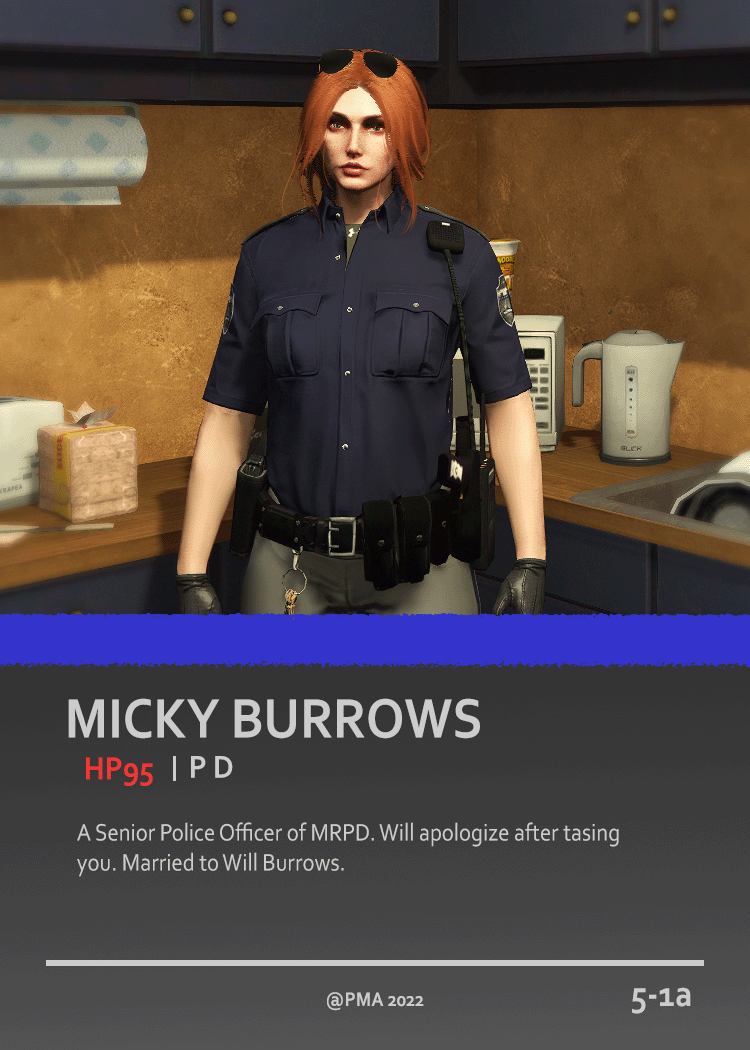 MICKY BURROWS
HP95 | P D
A Senior Police Officer of MRPD. Will apologize after tasing
you. Married to Will Burrows.
@PMA 2022
5-1a